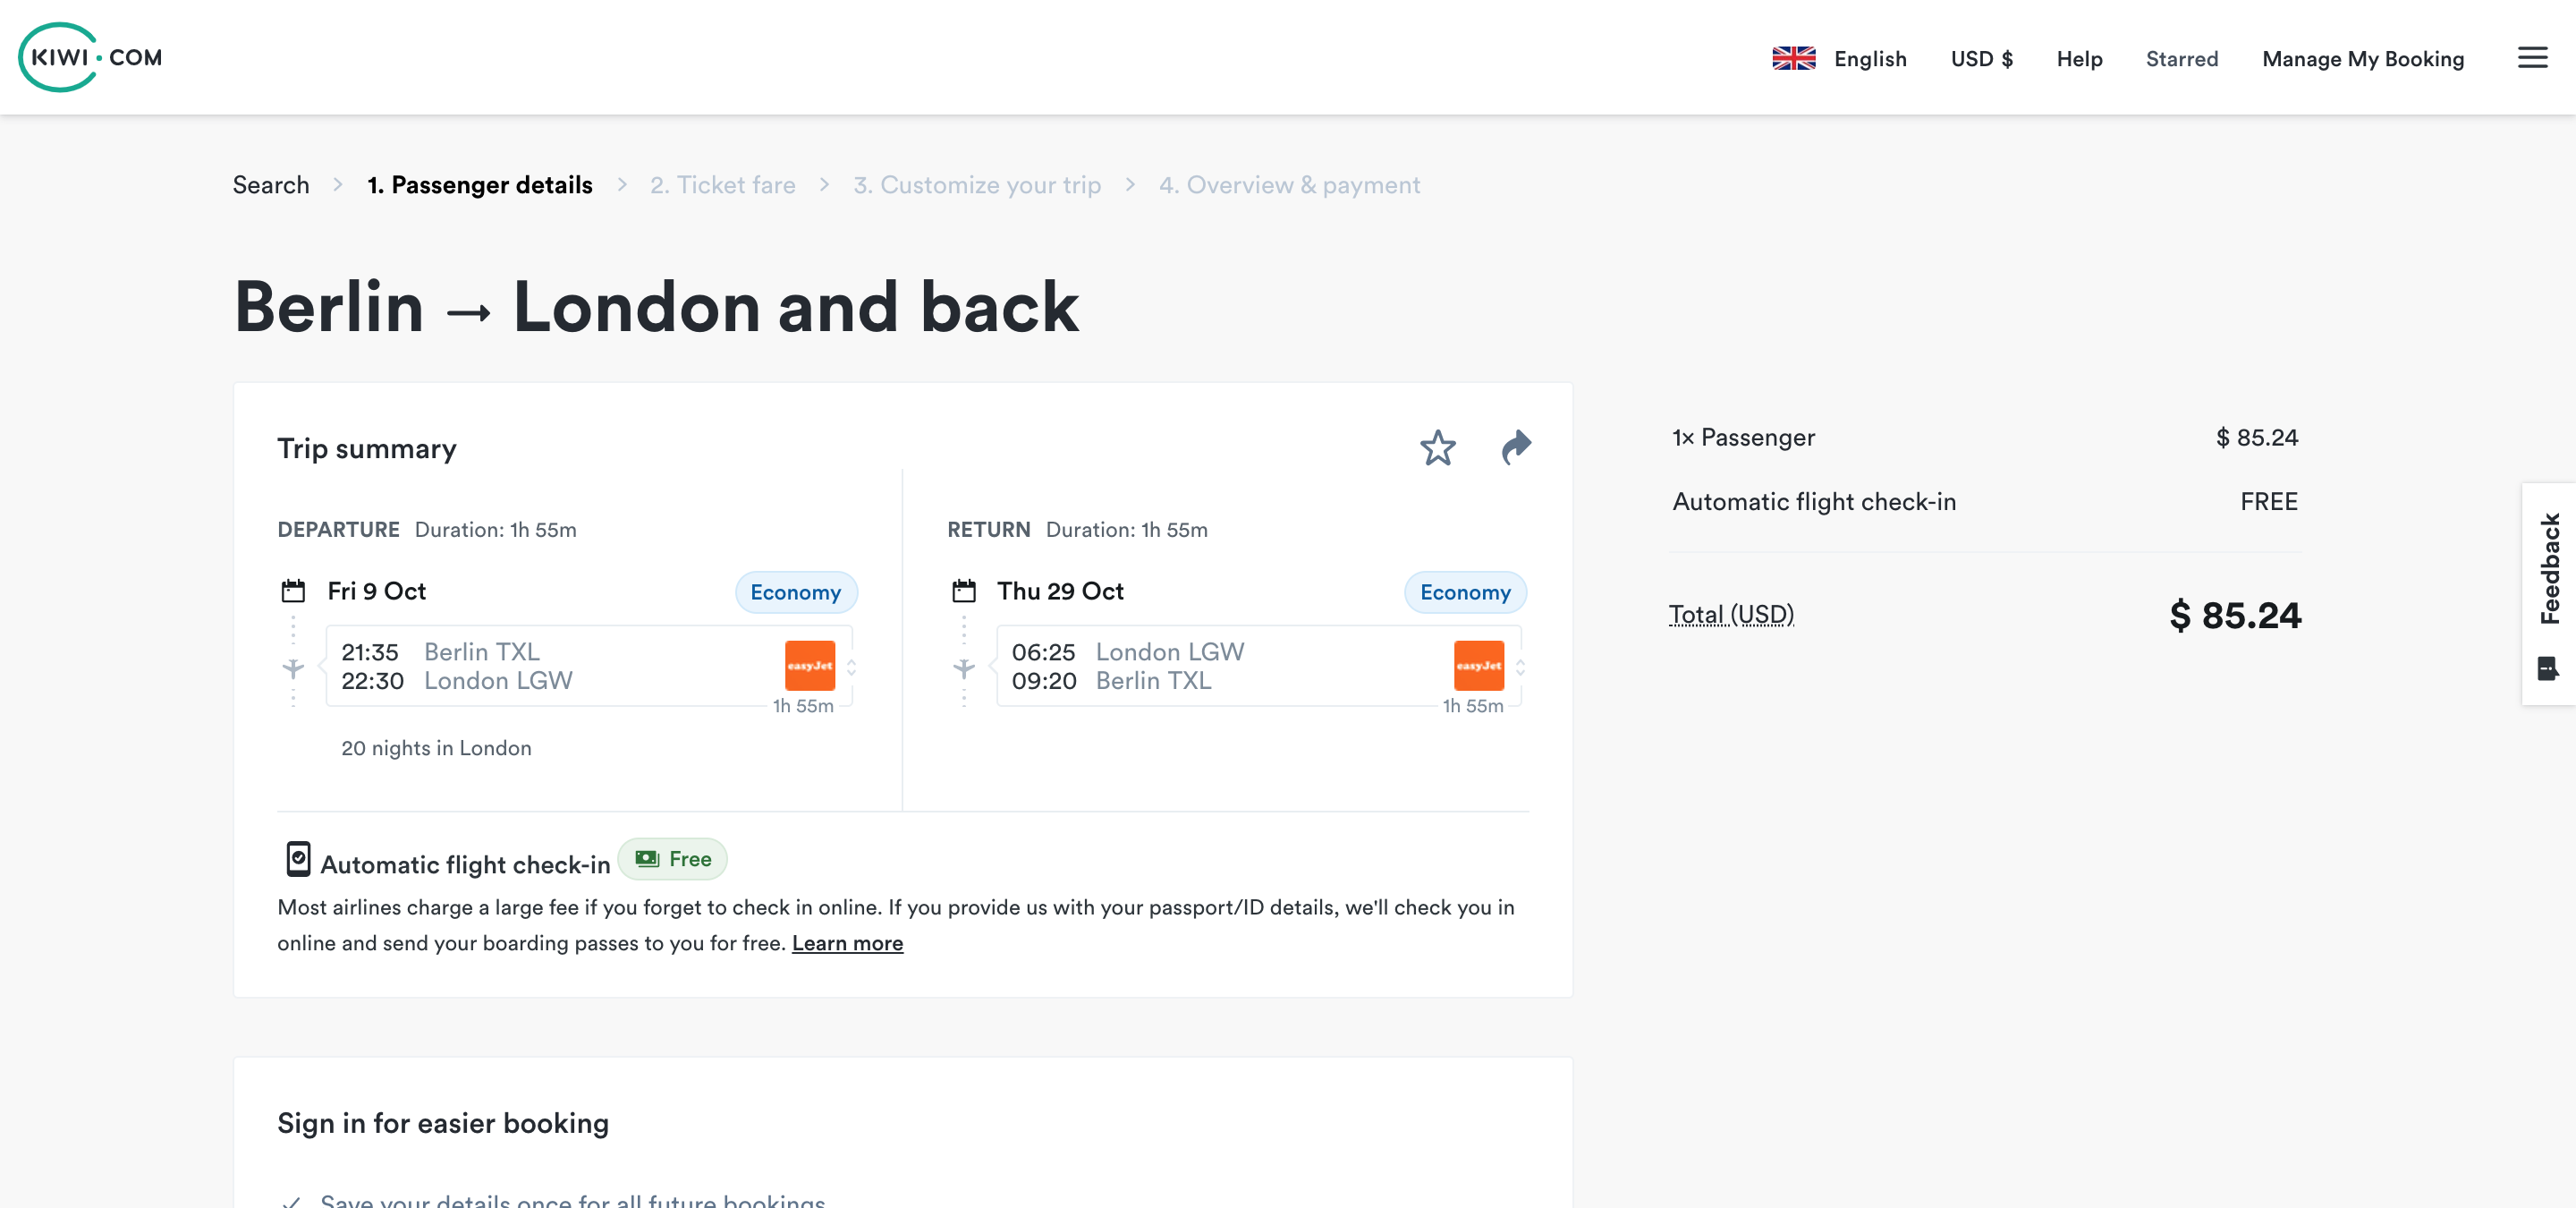 KIWI.COM
English USD $ Help Starred Manage My Booking
Search > 1. Passenger details > 2. Ticket fare > 3. Customize your trip > 4. Overview & payment
Berlin → London and back
Trip summary
DEPARTURE Duration: 1h 55m
Fri 9 Oct Economy
21:35 Berlin TXL
22:30 London LGW
easyJet
1h 55m
20 nights in London
RETURN Duration: 1h 55m
Thu 29 Oct Economy
06:25 London LGW
09:20 Berlin TXL
easyJet
1h 55m
Automatic flight check-in Free
Most airlines charge a large fee if you forget to check in online. If you provide us with your passport/ID details, we'll check you in
online and send your boarding passes to you for free. Learn more
1× Passenger $ 85.24
Automatic flight check-in FREE
Total (USD) $ 85.24
Feedback
Sign in for easier booking
Save your details once for all future bookings